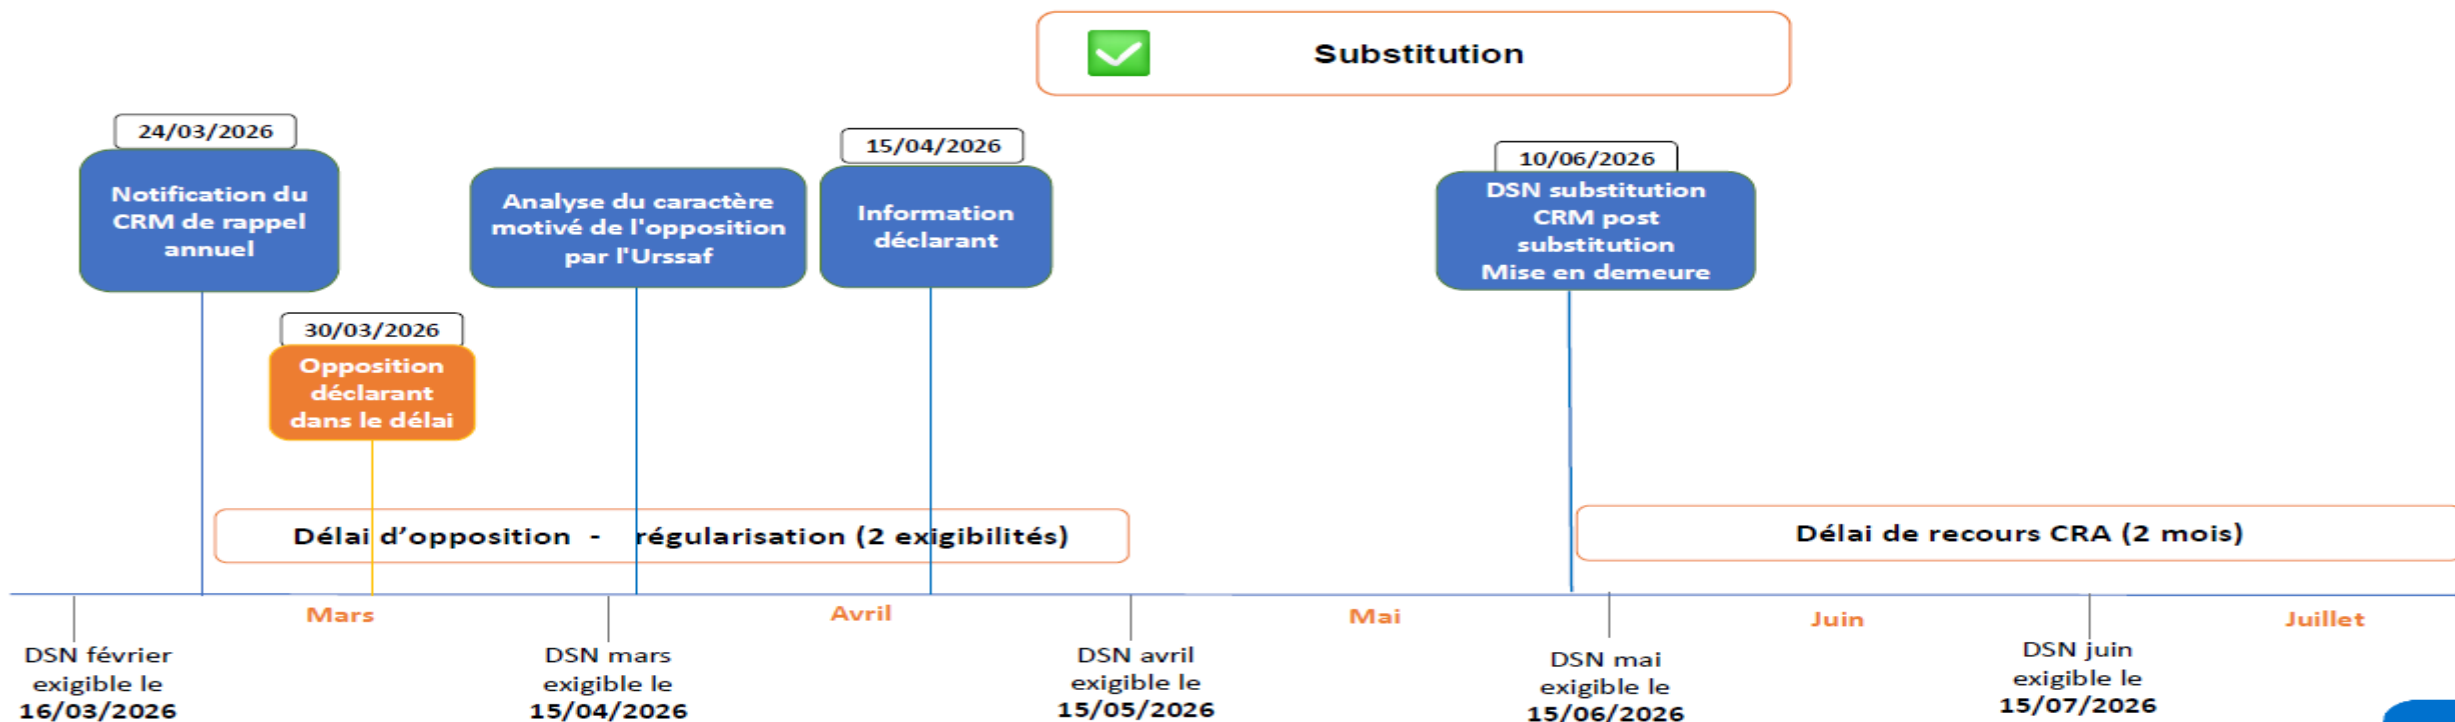 Substitution
24/03/2026
Notification du
CRM de rappel
annuel
30/03/2026
Opposition
déclarant
dans le délai
Analyse du caractère
motivé de l'opposition
par l'Urssaf
15/04/2026
Information
déclarant
10/06/2026
DSN substitution
CRM post
substitution
Mise en demeure
Délai d’opposition - régularisation (2 exigibilités)
Délai de recours CRA (2 mois)
Mars
Avril
Mai
Juin
Juillet
DSN février
exigible le
16/03/2026
DSN mars
exigible le
15/04/2026
DSN avril
exigible le
15/05/2026
DSN mai
exigible le
15/06/2026
DSN juin
exigible le
15/07/2026